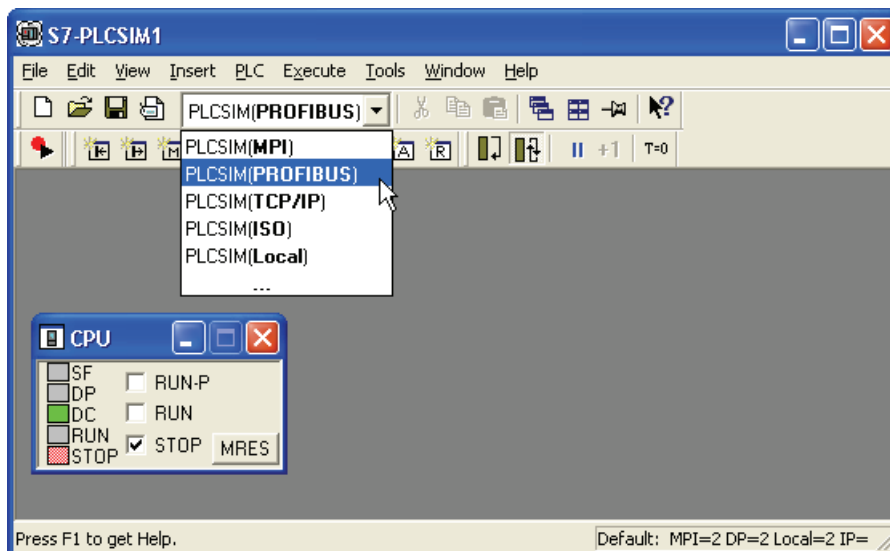 S7-PLCSIM1
File Edit View Insert PLC Execute Tools Window Help
PLCSIM(PROFIBUS)
M A R +1 T=0
PLCSIM(MPI)
PLCSIM(PROFIBUS)
PLCSIM(TCP/IP)
PLCSIM(ISO)
PLCSIM(Local)
...
CPU
SF
DP
DC
RUN
STOP
RUN-P
RUN
STOP
MRES
Press F1 to get Help.
Default: MPI=2 DP=2 Local=2 IP=